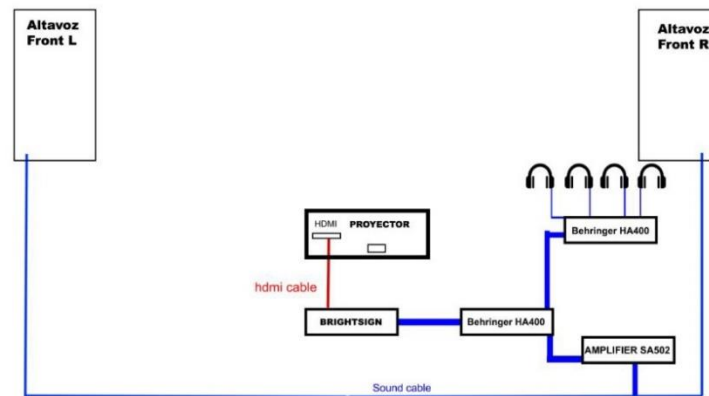 Altavoz
Front L
Altavoz
Front R
HDMI
PROYECTOR
Behringer HA400
hdmi cable
BRIGHTSIGN
Behringer HA400
AMPLIFIER SA502
Sound cable